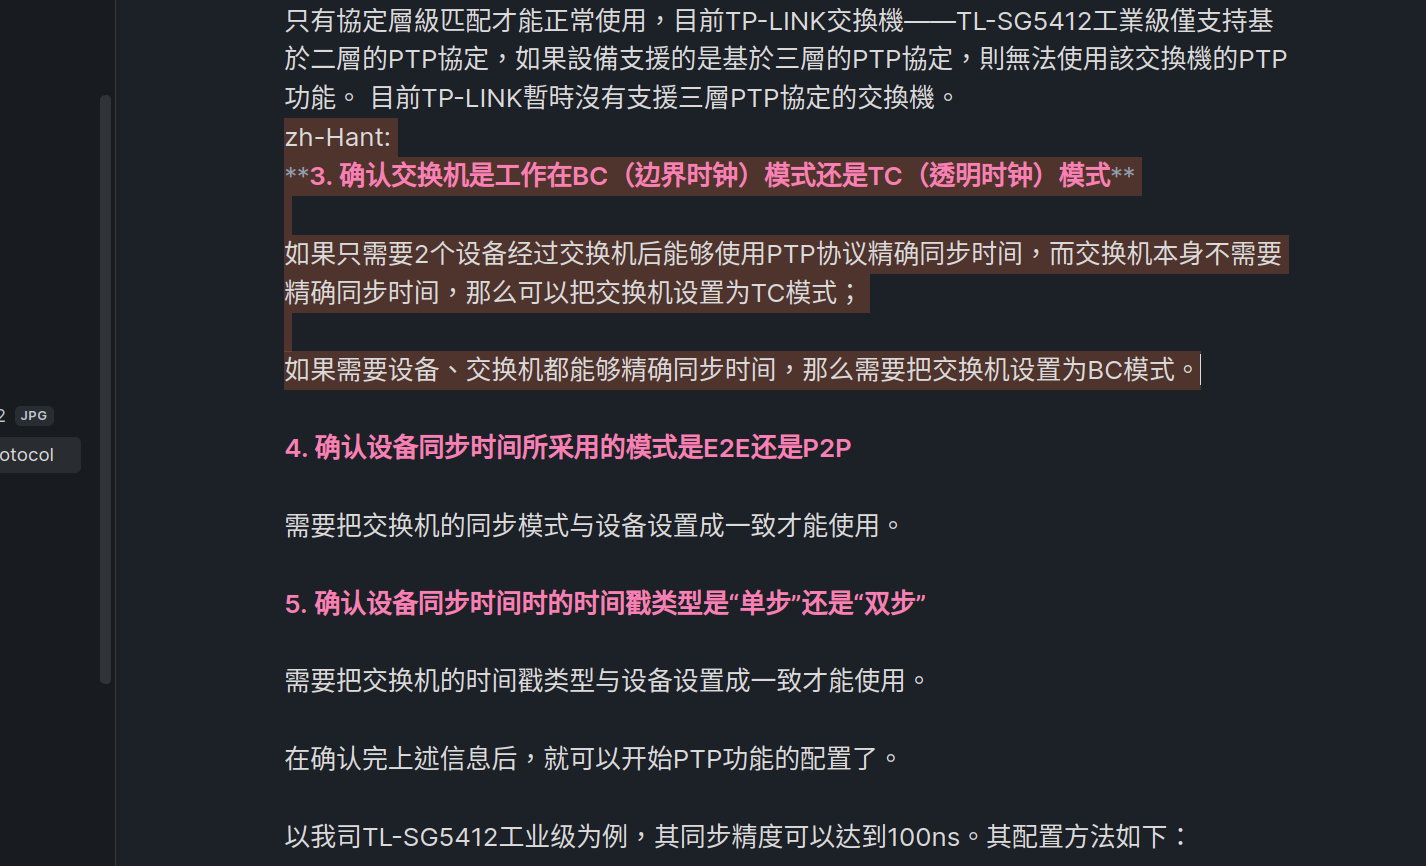 只有協定層級匹配才能正常使用，目前TP-LINK交換機——TL-SG5412工業級僅支持基
於二層的PTP協定，如果設備支援的是基於三層的PTP協定，則無法使用該交換機的PTP
功能。 目前TP-LINK暫時沒有支援三層PTP協定的交換機。
zh-Hant:
**3. 确认交换机是工作在BC（边界时钟）模式还是TC（透明时钟）模式**
如果只需要2个设备经过交换机后能够使用PTP协议精确同步时间，而交换机本身不需要
精确同步时间，那么可以把交换机设置为TC模式；
如果需要设备、交换机都能够精确同步时间，那么需要把交换机设置为BC模式。
2 JPG
4. 确认设备同步时间所采用的模式是E2E还是P2P
otocol
需要把交换机的同步模式与设备设置成一致才能使用。
5. 确认设备同步时间时的时间戳类型是“单步”还是“双步”
需要把交换机的时间戳类型与设备设置成一致才能使用。
在确认完上述信息后，就可以开始PTP功能的配置了。
以我司TL-SG5412工业级为例，其同步精度可以达到100ns。其配置方法如下：